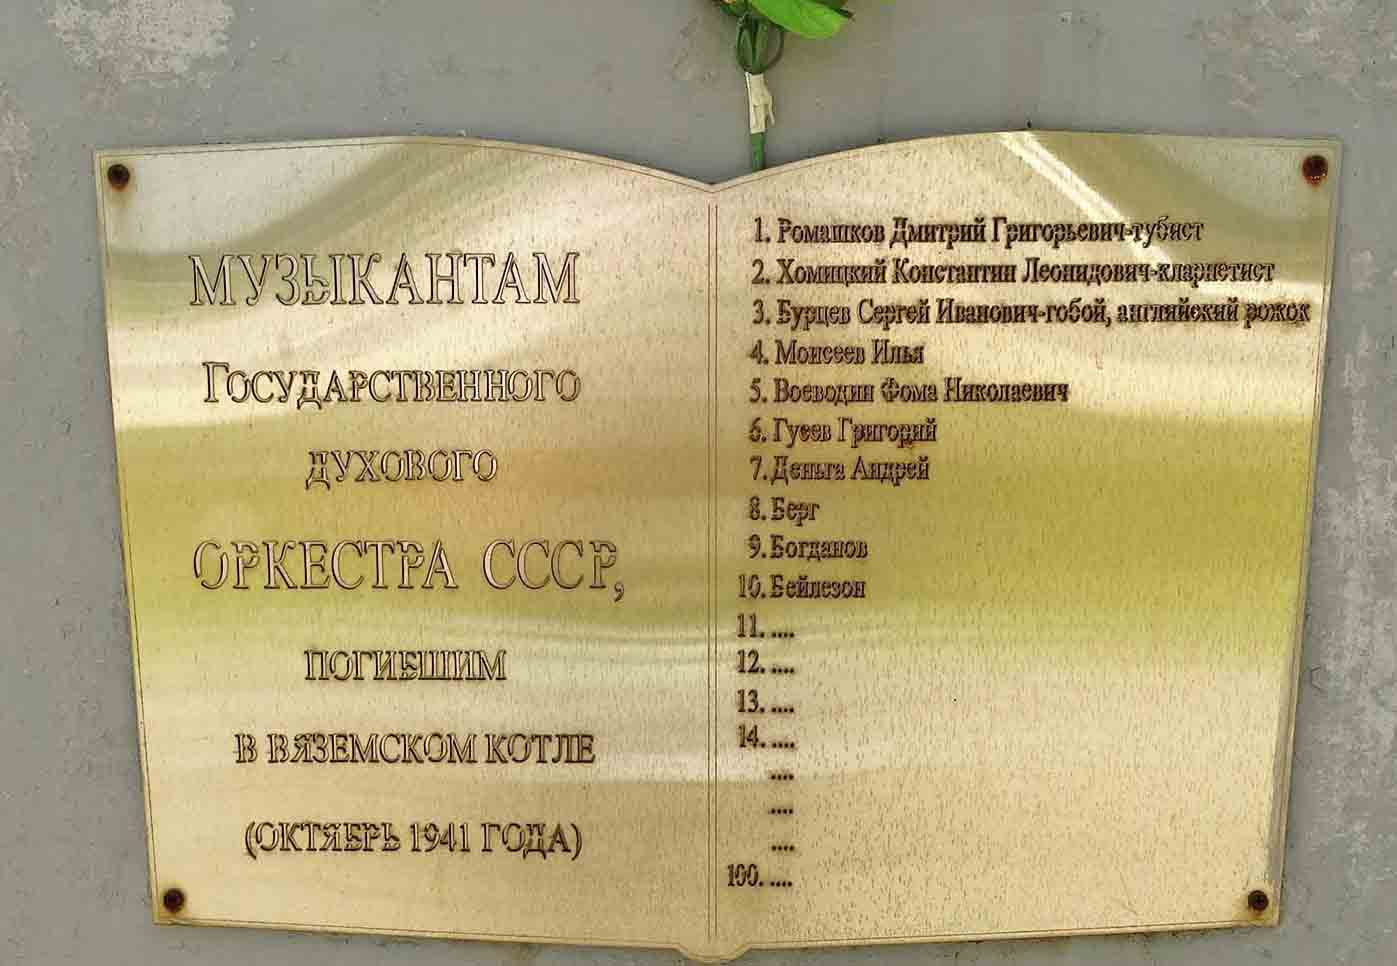 МУЗЫКАНТАМ
ГОСУДАРСТВЕННОГО
ДУХОВОГО
ОРКЕСТРА СССР,
ПОГИБШИМ
В ВЯЗЕМСКОМ КОТЛЕ
(ОКТЯБРЬ 1941 ГОДА)
1. Ромашков Дмитрий Григорьевич-тубист
2. Хомицкий Константин Леонидович-кларнетист
3. Бурцев Сергей Иванович-гобой, английский рожок
4. Моисеев Илья
5. Воеводин Фома Николаевич
6. Гусев Григорий
7. Деньга Андрей
8. Берг
9. Богданов
10. Бейлезон
11. ....
12. ....
13. ....
14. ....
....
....
....
100. ....